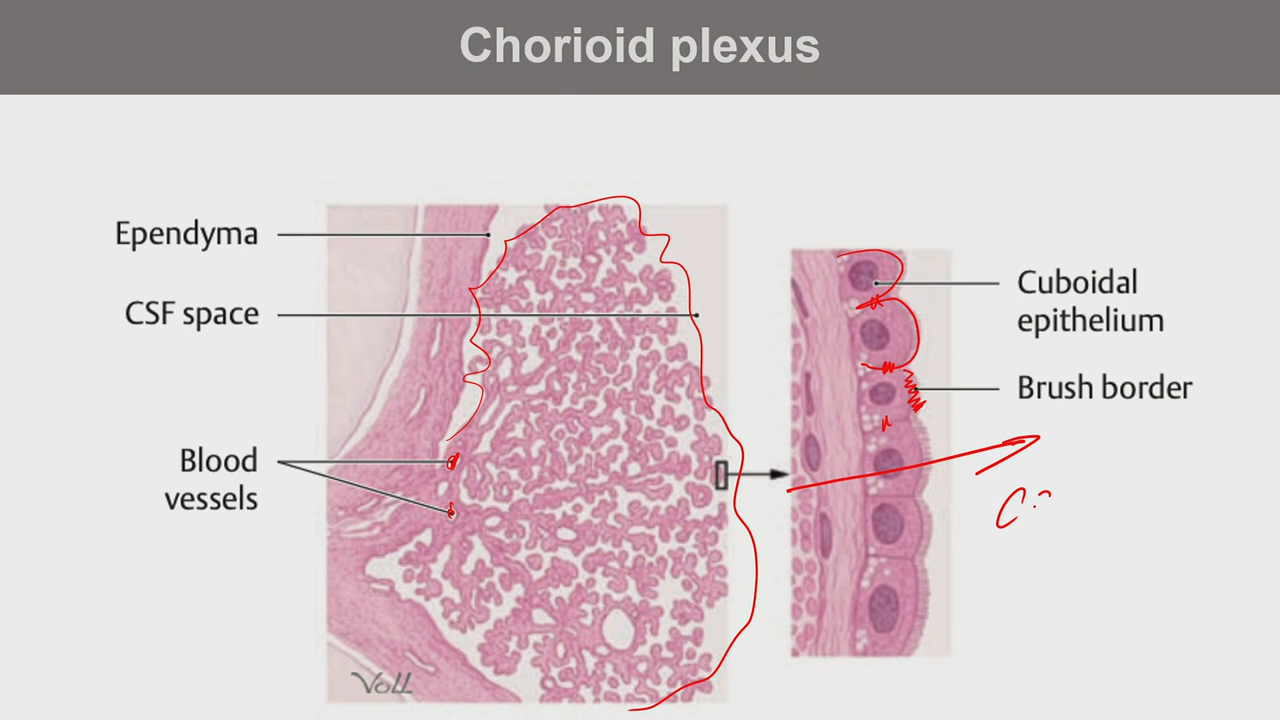 Chorioid plexus
Ependyma
CSF space
Blood
vessels
Cuboidal
epithelium
Brush border
Voll